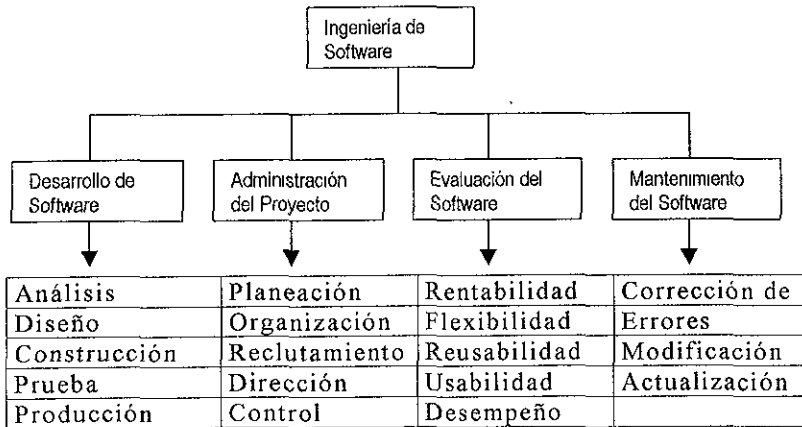 Ingeniería de
Software
Desarrollo de
Software
Administración
del Proyecto
Evaluación del
Software
Mantenimiento
del Software
Análisis Planeación Rentabilidad Corrección de
Diseño Organización Flexibilidad Errores
Construcción Reclutamiento Reusabilidad Modificación
Prueba Dirección Usabilidad Actualización
Producción Control Desempeño